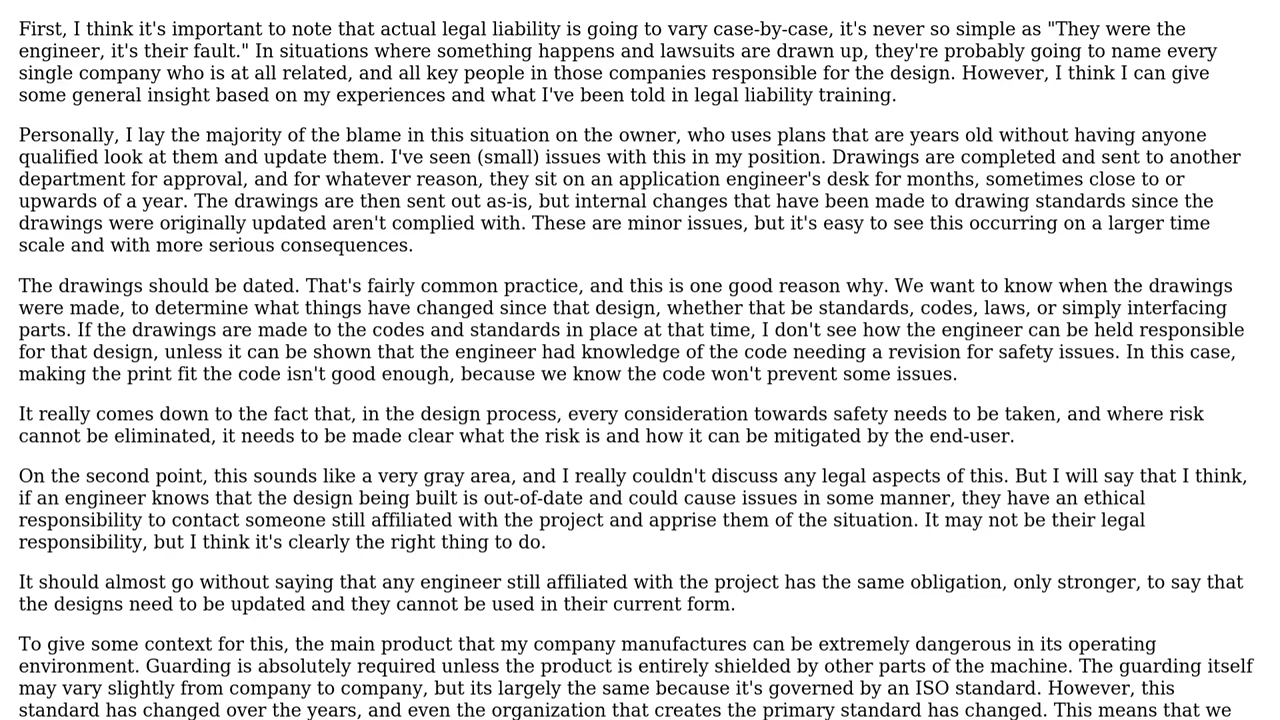 First, I think it's important to note that actual legal liability is going to vary case-by-case, it's never so simple as "They were the
engineer, it's their fault." In situations where something happens and lawsuits are drawn up, they're probably going to name every
single company who is at all related, and all key people in those companies responsible for the design. However, I think I can give
some general insight based on my experiences and what I've been told in legal liability training.
Personally, I lay the majority of the blame in this situation on the owner, who uses plans that are years old without having anyone
qualified look at them and update them. I've seen (small) issues with this in my position. Drawings are completed and sent to another
department for approval, and for whatever reason, they sit on an application engineer's desk for months, sometimes close to or
upwards of a year. The drawings are then sent out as-is, but internal changes that have been made to drawing standards since the
drawings were originally updated aren't complied with. These are minor issues, but it's easy to see this occurring on a larger time
scale and with more serious consequences.
The drawings should be dated. That's fairly common practice, and this is one good reason why. We want to know when the drawings
were made, to determine what things have changed since that design, whether that be standards, codes, laws, or simply interfacing
parts. If the drawings are made to the codes and standards in place at that time, I don't see how the engineer can be held responsible
for that design, unless it can be shown that the engineer had knowledge of the code needing a revision for safety issues. In this case,
making the print fit the code isn't good enough, because we know the code won't prevent some issues.
It really comes down to the fact that, in the design process, every consideration towards safety needs to be taken, and where risk
cannot be eliminated, it needs to be made clear what the risk is and how it can be mitigated by the end-user.
On the second point, this sounds like a very gray area, and I really couldn't discuss any legal aspects of this. But I will say that I think,
if an engineer knows that the design being built is out-of-date and could cause issues in some manner, they have an ethical
responsibility to contact someone still affiliated with the project and apprise them of the situation. It may not be their legal
responsibility, but I think it's clearly the right thing to do.
It should almost go without saying that any engineer still affiliated with the project has the same obligation, only stronger, to say that
the designs need to be updated and they cannot be used in their current form.
To give some context for this, the main product that my company manufactures can be extremely dangerous in its operating
environment. Guarding is absolutely required unless the product is entirely shielded by other parts of the machine. The guarding itself
may vary slightly from company to company, but its largely the same because it's governed by an ISO standard. However, this
standard has changed over the years, and even the organization that creates the primary standard has changed. This means that we